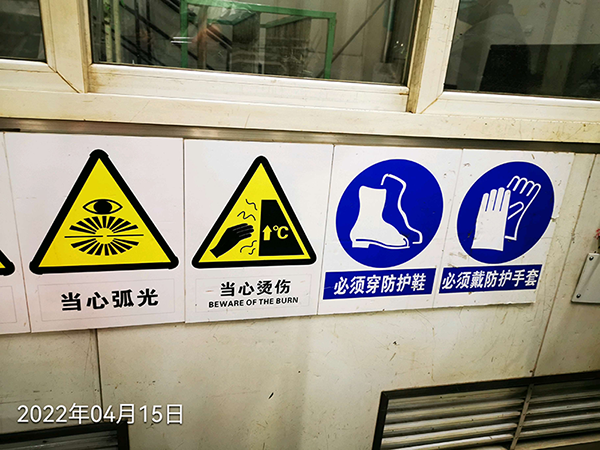 当心弧光
当心烫伤
BEWARE OF THE BURN
↑℃
必须穿防护鞋
必须戴防护手套
2022年04月15日